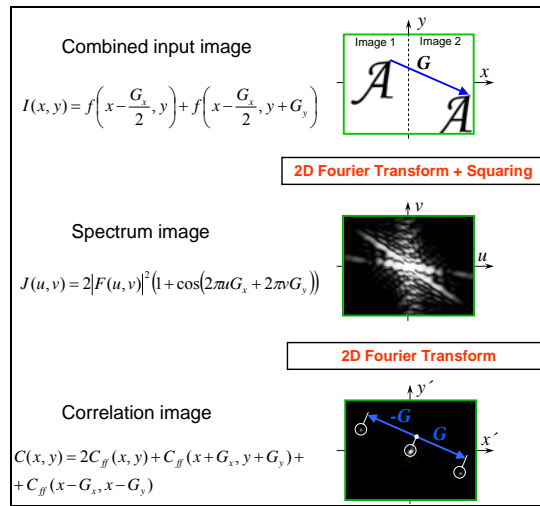 y
Image 1 Image 2
Combined input image
G
x
I(x, y) = f(x − G_x/2, y) + f(x − G_x/2, y + G_y)
A
A
2D Fourier Transform + Squaring
v
Spectrum image
u
J(u, v) = 2|F(u, v)|²(1 + cos(2πuG_x + 2πvG_y))
2D Fourier Transform
y´
Correlation image
-G
G
x´
C(x, y) = 2C_ff(x, y) + C_ff(x + G_x, y + G_y) +
+ C_ff(x − G_x, x − G_y)